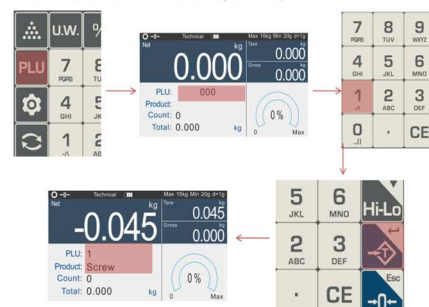 U.W.
%
PLU
7
PQRS
8
TU
4
GHI
5
JK
1
2
AB
Technical
Max 15kg Min 20g d=1g
Net
kg
0.000
Tare
kg
0.000
Gross
kg
0.000
PLU: 000
Product:
Count: 0
Total: 0.000 kg
0%
0 Max
7
PQRS
8
TUV
9
WXYZ
4
GHI
5
JKL
6
MNO
1
2
ABC
3
DEF
0
.
CE
5
JKL
6
MNO
Hi-Lo
2
ABC
3
DEF
T
.
CE
Esc
→0←
→0←
Technical
Max 15kg Min 20g d=1g
Net
kg
-0.045
Tare
kg
0.045
Gross
kg
0.000
PLU: 1
Product: Screw
Count: 0
Total: 0.000 kg
0%
0 Max